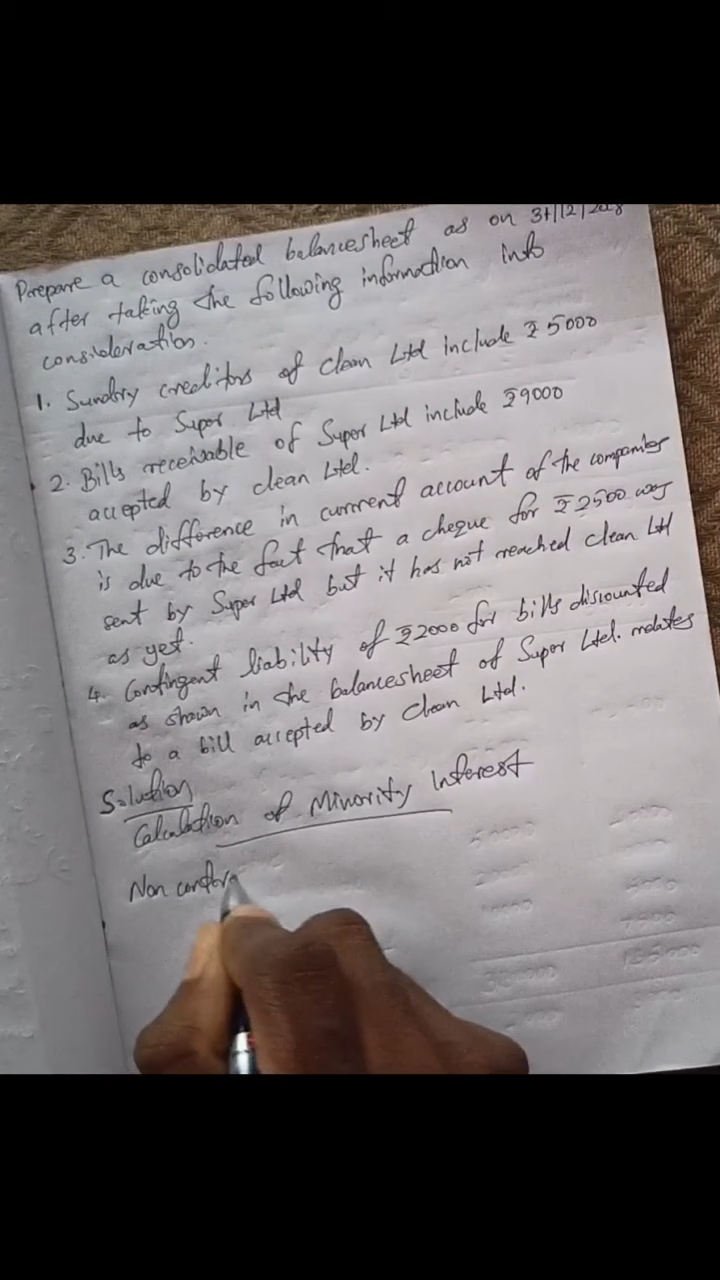 Prepare a consolidated balancesheet as on 31/12/2018
after taking the following information into
consideration.
1. Sundry creditors of Clean Ltd include ₹5000
due to Super Ltd
2. Bills receivable of Super Ltd include ₹9000
accepted by clean Ltd.
3. The difference in current account of the companies
is due to the fact that a cheque for ₹2500 was
sent by Super Ltd but it has not reached clean Ltd
as yet.
4. Contingent liability of ₹2000 for bills discounted
as shown in the balancesheet of Super Ltd. relates
to a bill accepted by Clean Ltd.
Solution
Calculation of Minority Interest
Non contr